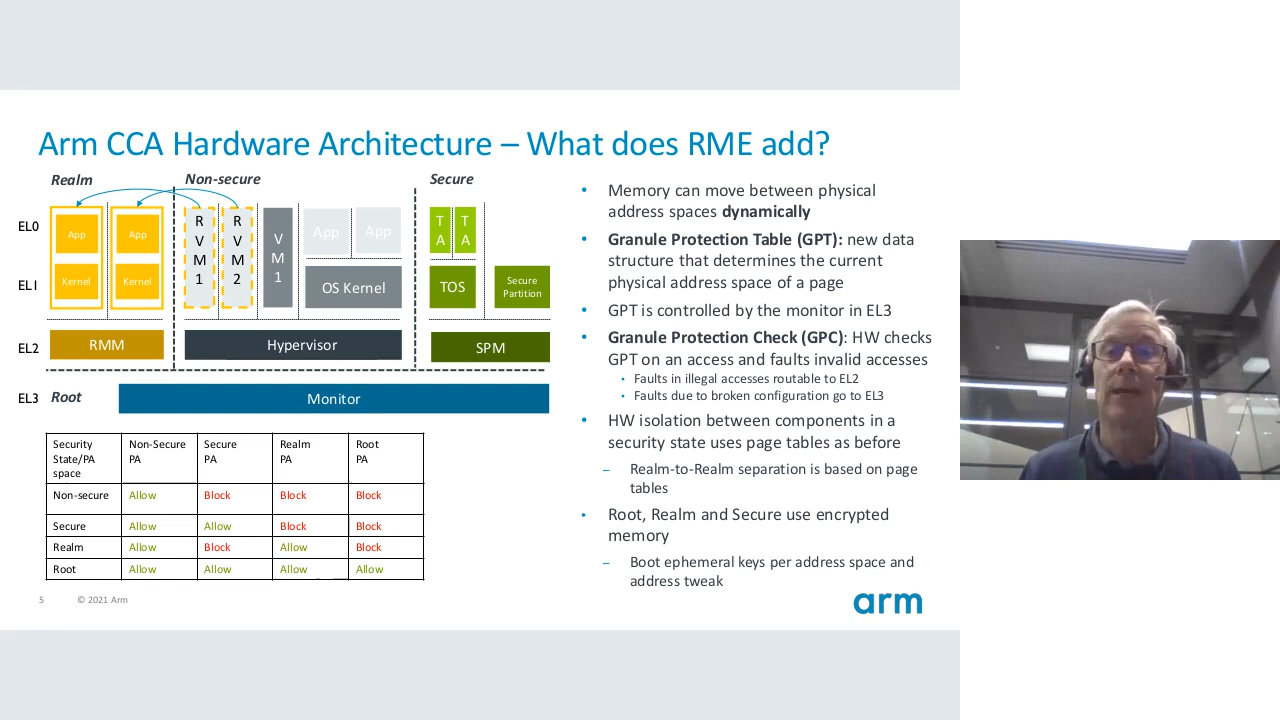 Arm CCA Hardware Architecture – What does RME add?
Realm
Non-secure
Secure
EL0
App
App
R
V
M
1
R
V
M
2
V
M
1
App
App
T
A
T
A
EL1
Kernel
Kernel
OS Kernel
TOS
Secure
Partition
EL2
RMM
Hypervisor
SPM
EL3
Root
Monitor
Security
State/PA
space
Non-Secure
PA
Secure
PA
Realm
PA
Root
PA
Non-secure Allow Block Block Block
Secure Allow Allow Block Block
Realm Allow Block Allow Block
Root Allow Allow Allow Allow
• Memory can move between physical
address spaces dynamically
• Granule Protection Table (GPT): new data
structure that determines the current
physical address space of a page
• GPT is controlled by the monitor in EL3
• Granule Protection Check (GPC): HW checks
GPT on an access and faults invalid accesses
• Faults in illegal accesses routable to EL2
• Faults due to broken configuration go to EL3
• HW isolation between components in a
security state uses page tables as before
– Realm-to-Realm separation is based on page
tables
• Root, Realm and Secure use encrypted
memory
– Boot ephemeral keys per address space and
address tweak
5 © 2021 Arm
arm